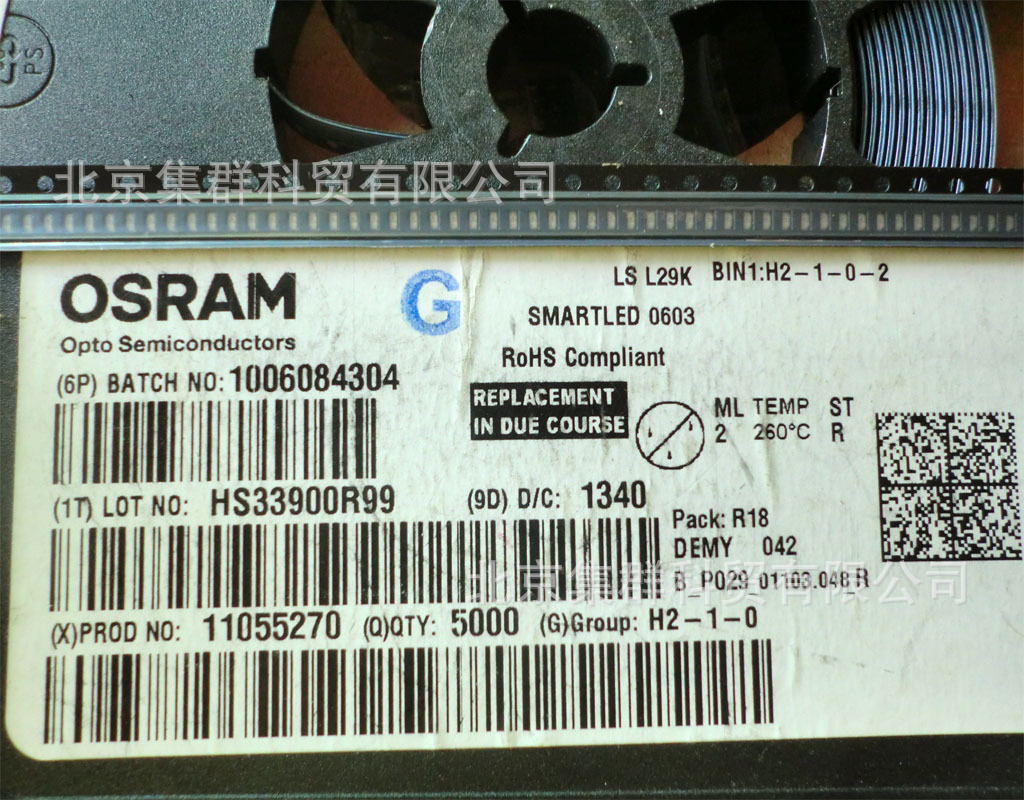 PS
北京集群科贸有限公司
OSRAM
Opto Semiconductors
G
LS L29K BIN1:H2-1-0-2
SMARTLED 0603
RoHS Compliant
(6P) BATCH NO: 1006084304
REPLACEMENT
IN DUE COURSE
ML TEMP ST
2 260°C R
(1T) LOT NO: HS33900R99 (9D) D/C: 1340
Pack: R18
DEMY 042
B_P029_01103.048 R
北京集群科贸有限公司
(X)PROD NO: 11055270 (Q)QTY: 5000 (G)Group: H2-1-0